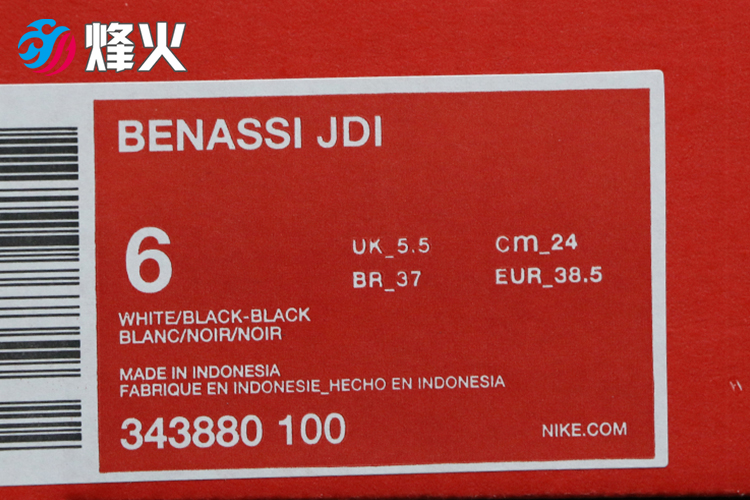 烽火
BENASSI JDI
6
UK_5.5
cm_24
BR_37
EUR_38.5
WHITE/BLACK-BLACK
BLANC/NOIR/NOIR
MADE IN INDONESIA
FABRIQUE EN INDONESIE_HECHO EN INDONESIA
343880 100
NIKE.COM